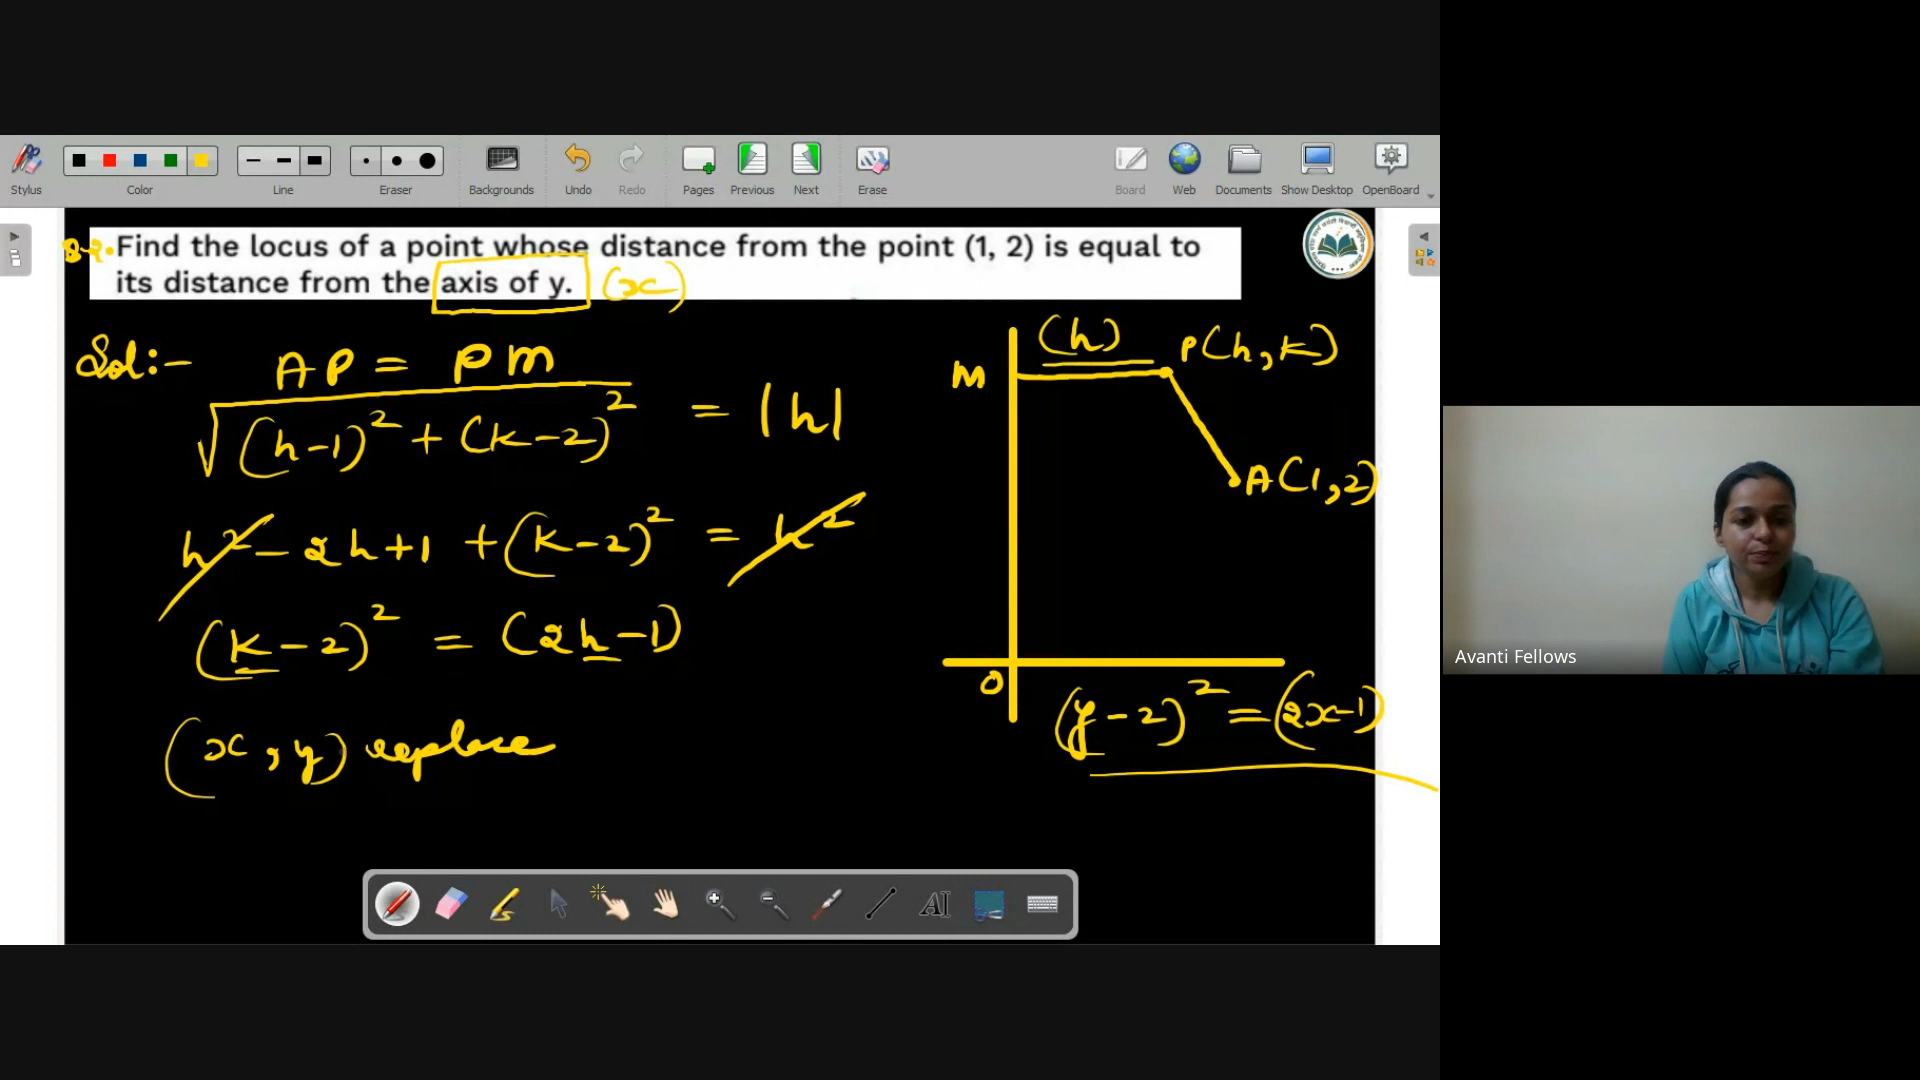 Stylus
Color
Line
Eraser
Backgrounds
Undo
Redo
Pages
Previous
Next
Erase
Board
Web
Documents
Show Desktop
OpenBoard
Find the locus of a point whose distance from the point (1, 2) is equal to
its distance from the axis of y. (x)
Sol:- AP = PM
√(h-1)² + (k-2)² = |h|
h² - 2h + 1 + (k-2)² = h²
(k-2)² = (2h-1)
(x, y) replace
(h)
M
P(h, k)
A(1, 2)
O
(y-2)² = (2x-1)
AI
Avanti Fellows